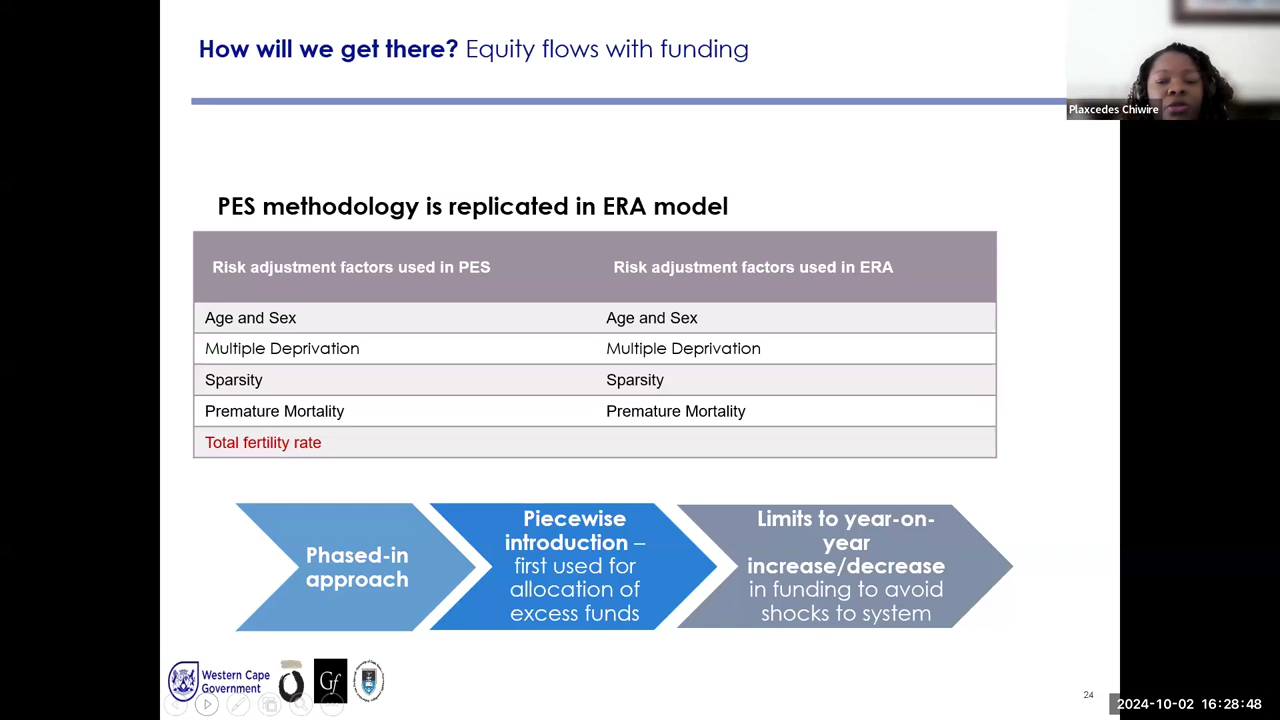 How will we get there? Equity flows with funding
Plaxcedes Chiwire
PES methodology is replicated in ERA model
Risk adjustment factors used in PES Risk adjustment factors used in ERA
Age and Sex Age and Sex
Multiple Deprivation Multiple Deprivation
Sparsity Sparsity
Premature Mortality Premature Mortality
Total fertility rate
Phased-in
approach
Piecewise
introduction –
first used for
allocation of
excess funds
Limits to year-on-
year
increase/decrease
in funding to avoid
shocks to system
Western Cape
Government
Gf
24
2024-10-02 16:28:48